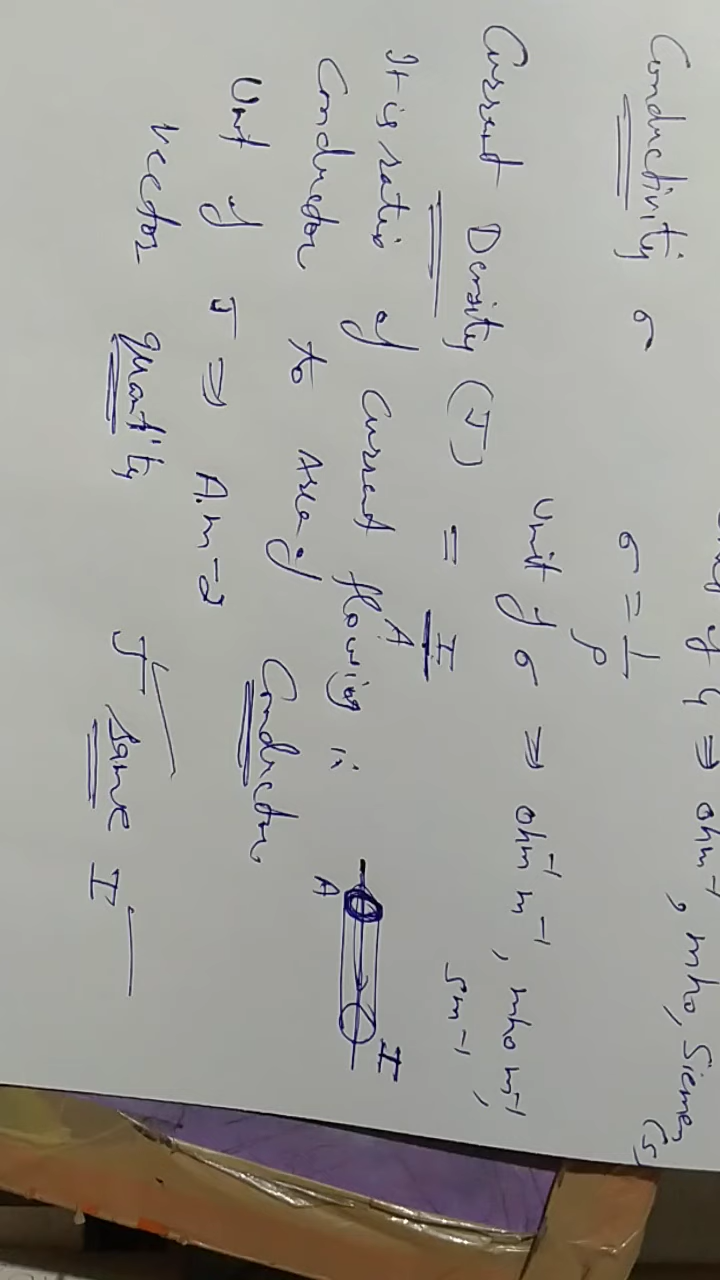 of G ⇒ ohm⁻¹, mho, Siemen (S)
Conductivity σ σ = 1/ρ
Unit of σ ⇒ ohm⁻¹ m⁻¹, mho m⁻¹, Sm⁻¹
Current Density (J) = I/A
It is ratio of current flowing in
Conductor to Area of Conductor
Unit of J ⇒ A.m-2
Vector quantity J same I
A I